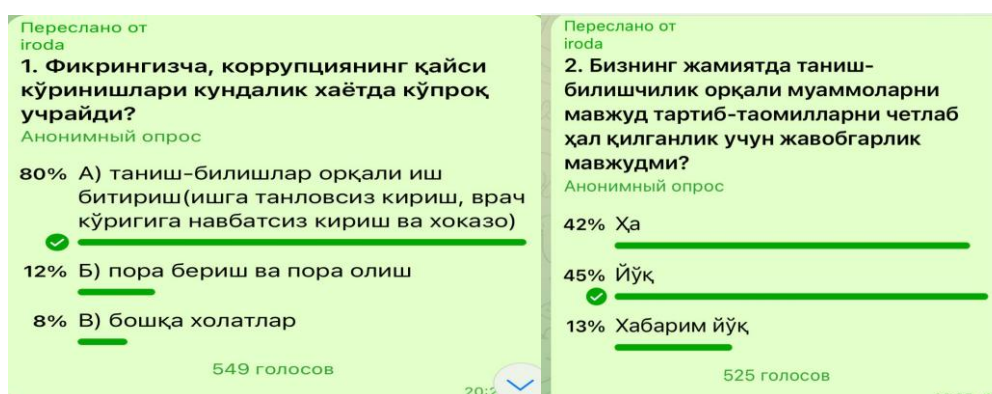 Переслано от
iroda
1. Фикрингизча, коррупциянинг қайси
кўринишлари кундалик хаётда кўпроқ
учрайди?
Анонимный опрос
80% А) таниш-билишлар орқали иш
битириш(ишга танловсиз кириш, врач
кўригига навбатсиз кириш ва хоказо)
12% Б) пора бериш ва пора олиш
8% В) бошқа холатлар
549 голосов
Переслано от
iroda
2. Бизнинг жамиятда таниш-
билишчилик орқали муаммоларни
мавжуд тартиб-таомилларни четлаб
ҳал қилганлик учун жавобгарлик
мавжудми?
Анонимный опрос
42% Ҳа
45% Йўқ
13% Хабарим йўқ
525 голосов